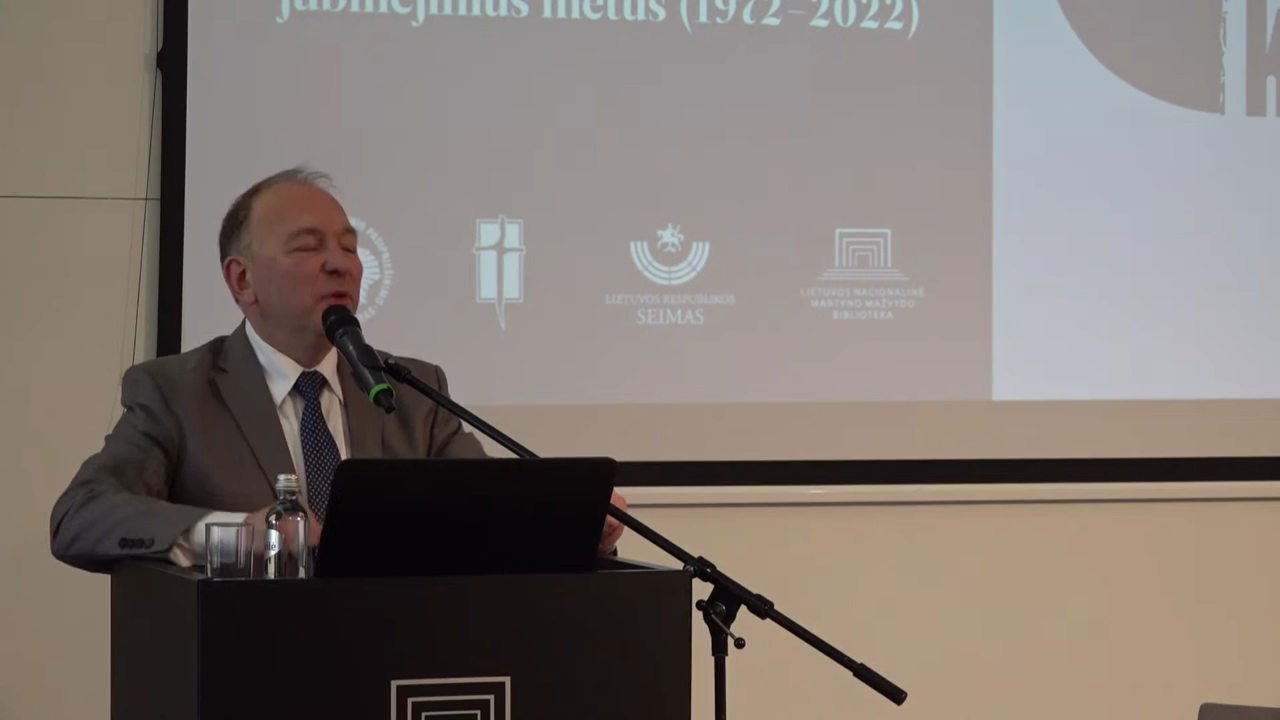 jubiliejinius metus (1972–2022)
LIETUVOS RESPUBLIKOS
SEIMAS
LIETUVOS NACIONALINĖ
MARTYNO MAŽVYDO
BIBLIOTEKA